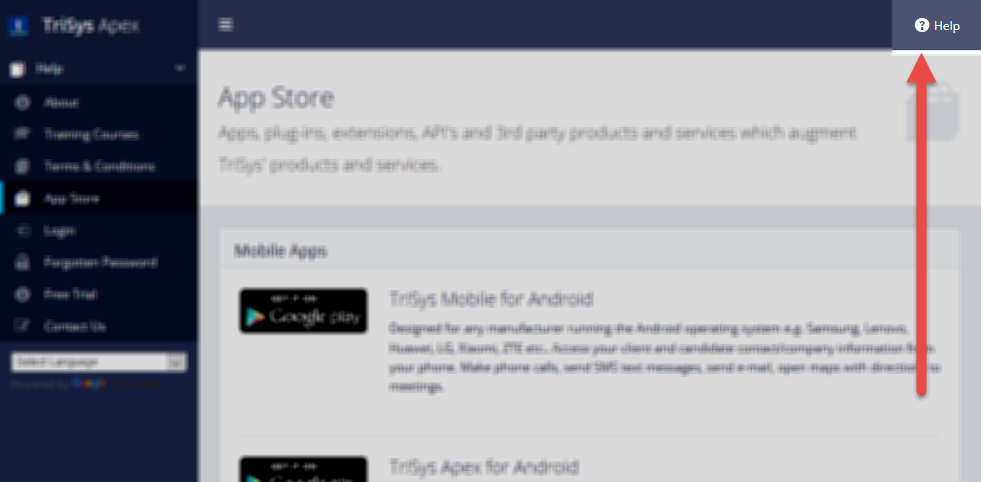 TriSys Apex
Help
Help
About
Training Courses
Terms & Conditions
App Store
Login
Forgotten Password
Free Trial
Contact Us
Select Language
Powered by Google
App Store
Apps, plug-ins, extensions, API's and 3rd party products and services which augment
TriSys' products and services.
Mobile Apps
GET IT ON
Google play
TriSys Mobile for Android
Designed for any manufacturer running the Android operating system e.g. Samsung, Lenovo,
Huawei, LG, Xiaomi, ZTE etc.. Access your client and candidate contact/company information from
your phone. Make phone calls, send SMS text messages, send e-mail, open maps with directions to
meetings.
GET IT ON
TriSys Apex for Android